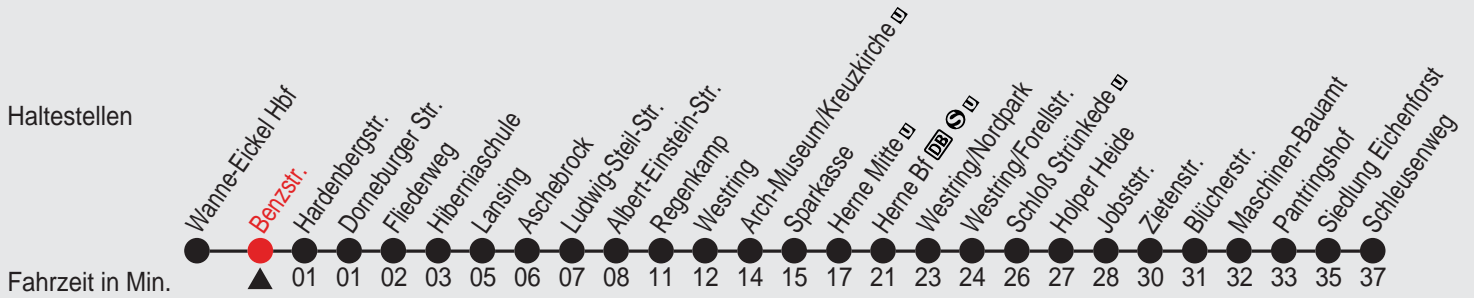 Haltestellen
Wanne-Eickel Hbf
Benzstr.
Hardenbergstr.
Dorneburger Str.
Fliederweg
Hiberniaschule
Lansing
Aschebrock
Ludwig-Steil-Str.
Albert-Einstein-Str.
Regenkamp
Westring
Arch-Museum/Kreuzkirche U
Sparkasse
Herne Mitte U
Herne Bf DB S U
Westring/Nordpark
Westring/Forellstr.
Schloß Strünkede U
Holper Heide
Jobststr.
Zietenstr.
Blücherstr.
Maschinen-Bauamt
Pantringshof
Siedlung Eichenforst
Schleusenweg
Fahrzeit in Min. 01 01 02 03 05 06 07 08 11 12 14 15 17 21 23 24 26 27 28 30 31 32 33 35 37